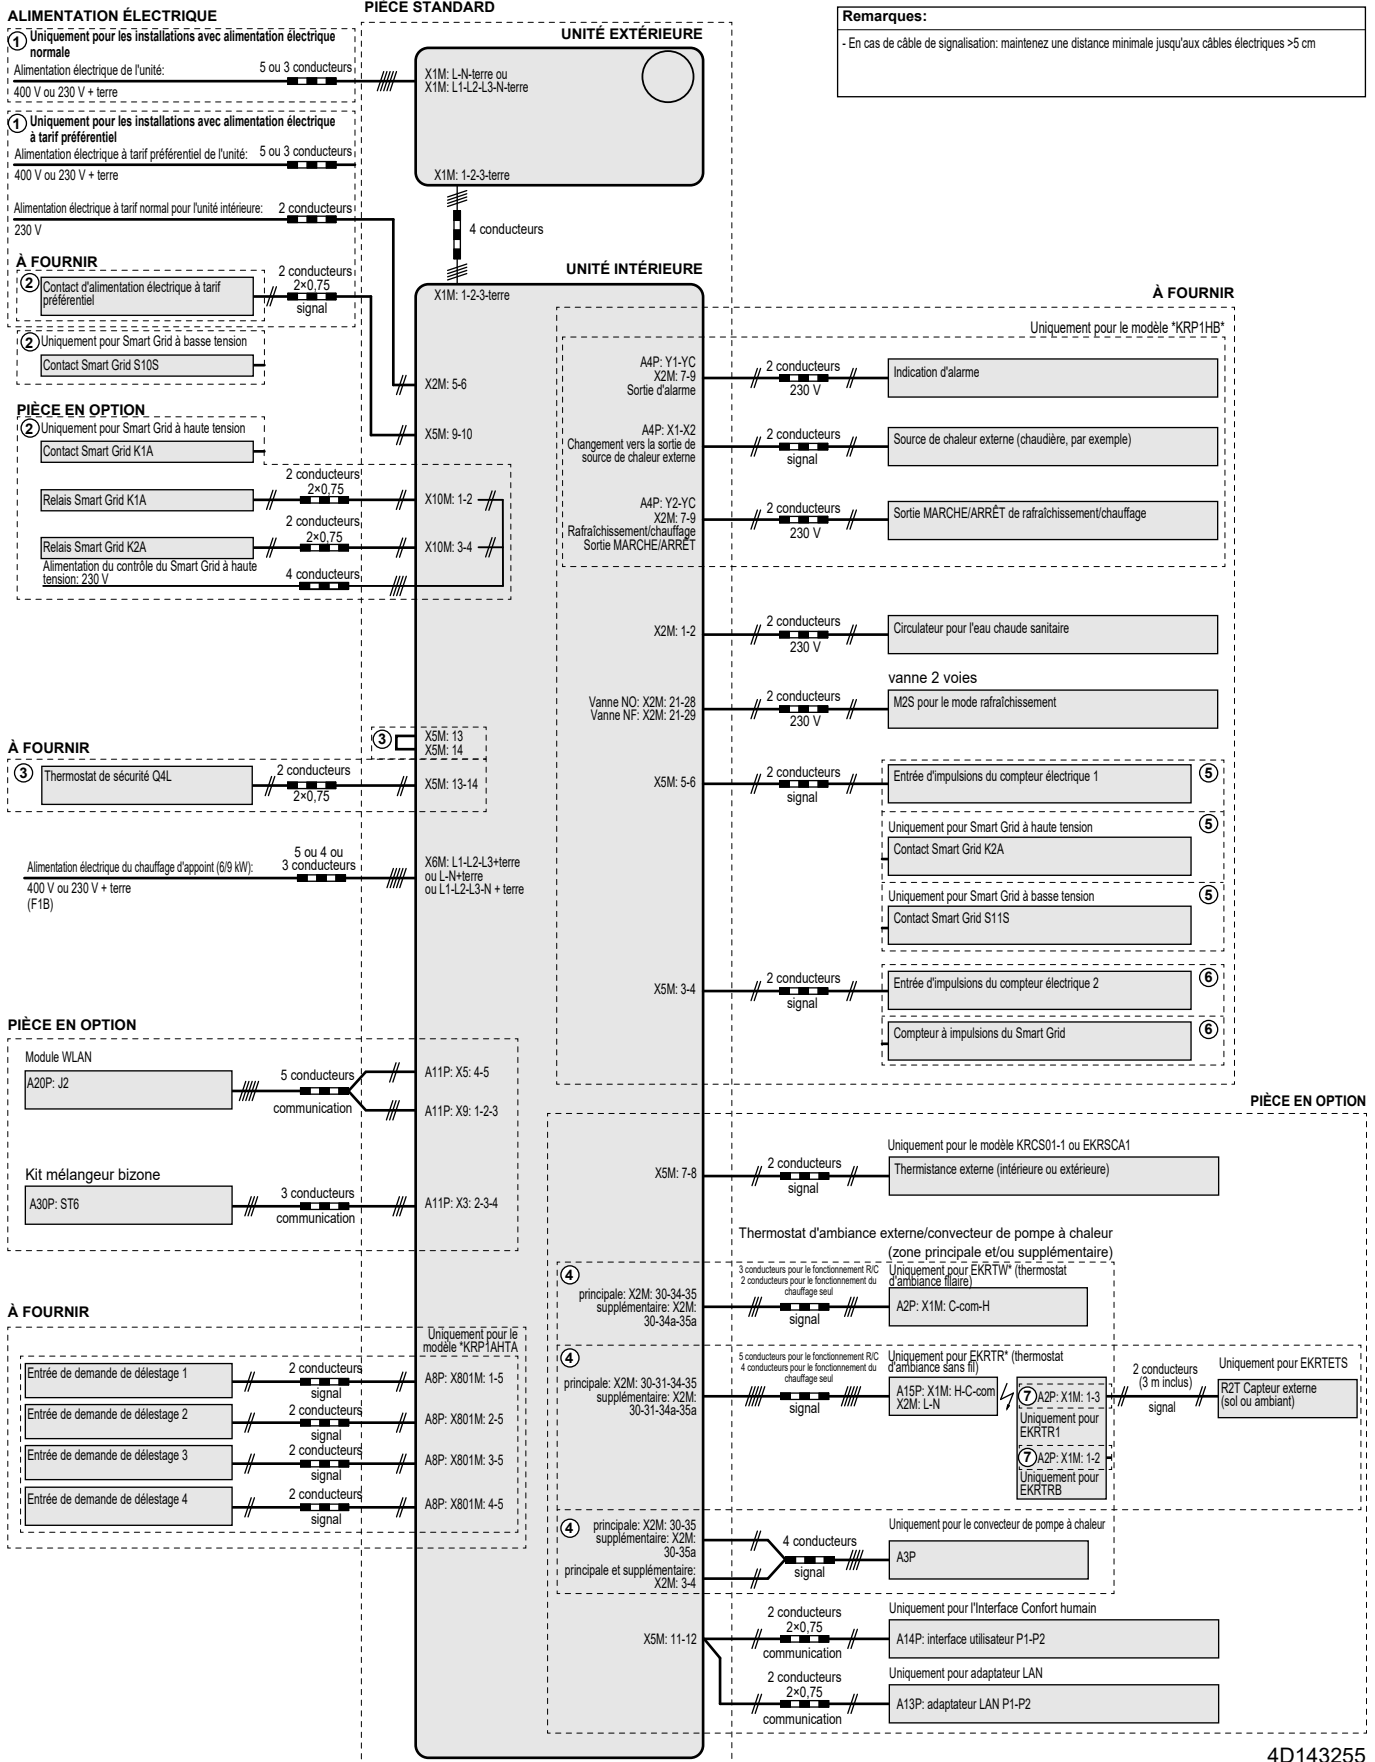 ALIMENTATION ÉLECTRIQUE
① Uniquement pour les installations avec alimentation électrique
normale
Alimentation électrique de l'unité:
5 ou 3 conducteurs
400 V ou 230 V + terre
① Uniquement pour les installations avec alimentation électrique
à tarif préférentiel
Alimentation électrique à tarif préférentiel de l'unité:
5 ou 3 conducteurs
400 V ou 230 V + terre
Alimentation électrique à tarif normal pour l'unité intérieure:
2 conducteurs
230 V
À FOURNIR
② Contact d'alimentation électrique à tarif
préférentiel
2 conducteurs
2×0,75
signal
② Uniquement pour Smart Grid à basse tension
Contact Smart Grid S10S
PIÈCE EN OPTION
② Uniquement pour Smart Grid à haute tension
Contact Smart Grid K1A
Relais Smart Grid K1A
2 conducteurs
2×0,75
Relais Smart Grid K2A
2 conducteurs
2×0,75
Alimentation du contrôle du Smart Grid à haute
tension: 230 V
4 conducteurs
À FOURNIR
③ Thermostat de sécurité Q4L
2 conducteurs
2×0,75
Alimentation électrique du chauffage d'appoint (6/9 kW):
5 ou 4 ou
3 conducteurs
400 V ou 230 V + terre
(F1B)
PIÈCE EN OPTION
Module WLAN
A20P: J2
5 conducteurs
communication
Kit mélangeur bizone
A30P: ST6
3 conducteurs
communication
À FOURNIR
Uniquement pour le
modèle *KRP1AHTA
Entrée de demande de délestage 1
2 conducteurs
signal
A8P: X801M: 1-5
Entrée de demande de délestage 2
2 conducteurs
signal
A8P: X801M: 2-5
Entrée de demande de délestage 3
2 conducteurs
signal
A8P: X801M: 3-5
Entrée de demande de délestage 4
2 conducteurs
signal
A8P: X801M: 4-5
PIÈCE STANDARD
UNITÉ EXTÉRIEURE
X1M: L-N-terre ou
X1M: L1-L2-L3-N-terre
X1M: 1-2-3-terre
4 conducteurs
UNITÉ INTÉRIEURE
X1M: 1-2-3-terre
X2M: 5-6
X5M: 9-10
X10M: 1-2
X10M: 3-4
③
X5M: 13
X5M: 14
X5M: 13-14
X6M: L1-L2-L3+terre
ou L-N+terre
ou L1-L2-L3-N + terre
A11P: X5: 4-5
A11P: X9: 1-2-3
A11P: X3: 2-3-4
Remarques:
- En cas de câble de signalisation: maintenez une distance minimale jusqu'aux câbles électriques >5 cm
À FOURNIR
Uniquement pour le modèle *KRP1HB*
A4P: Y1-YC
X2M: 7-9
Sortie d'alarme
2 conducteurs
230 V
Indication d'alarme
A4P: X1-X2
Changement vers la sortie de
source de chaleur externe
2 conducteurs
signal
Source de chaleur externe (chaudière, par exemple)
A4P: Y2-YC
X2M: 7-9
Rafraîchissement/chauffage
Sortie MARCHE/ARRÊT
2 conducteurs
230 V
Sortie MARCHE/ARRÊT de rafraîchissement/chauffage
X2M: 1-2
2 conducteurs
230 V
Circulateur pour l'eau chaude sanitaire
vanne 2 voies
Vanne NO: X2M: 21-28
Vanne NF: X2M: 21-29
2 conducteurs
230 V
M2S pour le mode rafraîchissement
X5M: 5-6
2 conducteurs
signal
Entrée d'impulsions du compteur électrique 1
⑤
Uniquement pour Smart Grid à haute tension
⑤
Contact Smart Grid K2A
Uniquement pour Smart Grid à basse tension
⑤
Contact Smart Grid S11S
X5M: 3-4
2 conducteurs
signal
Entrée d'impulsions du compteur électrique 2
⑥
Compteur à impulsions du Smart Grid
⑥
PIÈCE EN OPTION
Uniquement pour le modèle KRCS01-1 ou EKRSCA1
X5M: 7-8
2 conducteurs
signal
Thermistance externe (intérieure ou extérieure)
Thermostat d'ambiance externe/convecteur de pompe à chaleur
(zone principale et/ou supplémentaire)
④
principale: X2M: 30-34-35
supplémentaire: X2M:
30-34a-35a
3 conducteurs pour le fonctionnement R/C
2 conducteurs pour le fonctionnement du
chauffage seul
signal
Uniquement pour EKRTW* (thermostat
d'ambiance filaire)
A2P: X1M: C-com-H
④
principale: X2M: 30-31-34-35
supplémentaire: X2M:
30-31-34a-35a
5 conducteurs pour le fonctionnement R/C
4 conducteurs pour le fonctionnement du
chauffage seul
signal
Uniquement pour EKRTR* (thermostat
d'ambiance sans fil)
A15P: X1M: H-C-com
X2M: L-N
⑦ A2P: X1M: 1-3
Uniquement pour
EKRTR1
⑦ A2P: X1M: 1-2
Uniquement pour
EKRTRB
2 conducteurs
(3 m inclus)
signal
Uniquement pour EKRTETS
R2T Capteur externe
(sol ou ambiant)
④
principale: X2M: 30-35
supplémentaire: X2M:
30-35a
principale et supplémentaire:
X2M: 3-4
4 conducteurs
signal
Uniquement pour le convecteur de pompe à chaleur
A3P
X5M: 11-12
2 conducteurs
2×0,75
communication
Uniquement pour l'Interface Confort humain
A14P: interface utilisateur P1-P2
2 conducteurs
2×0,75
communication
Uniquement pour adaptateur LAN
A13P: adaptateur LAN P1-P2
4D143255